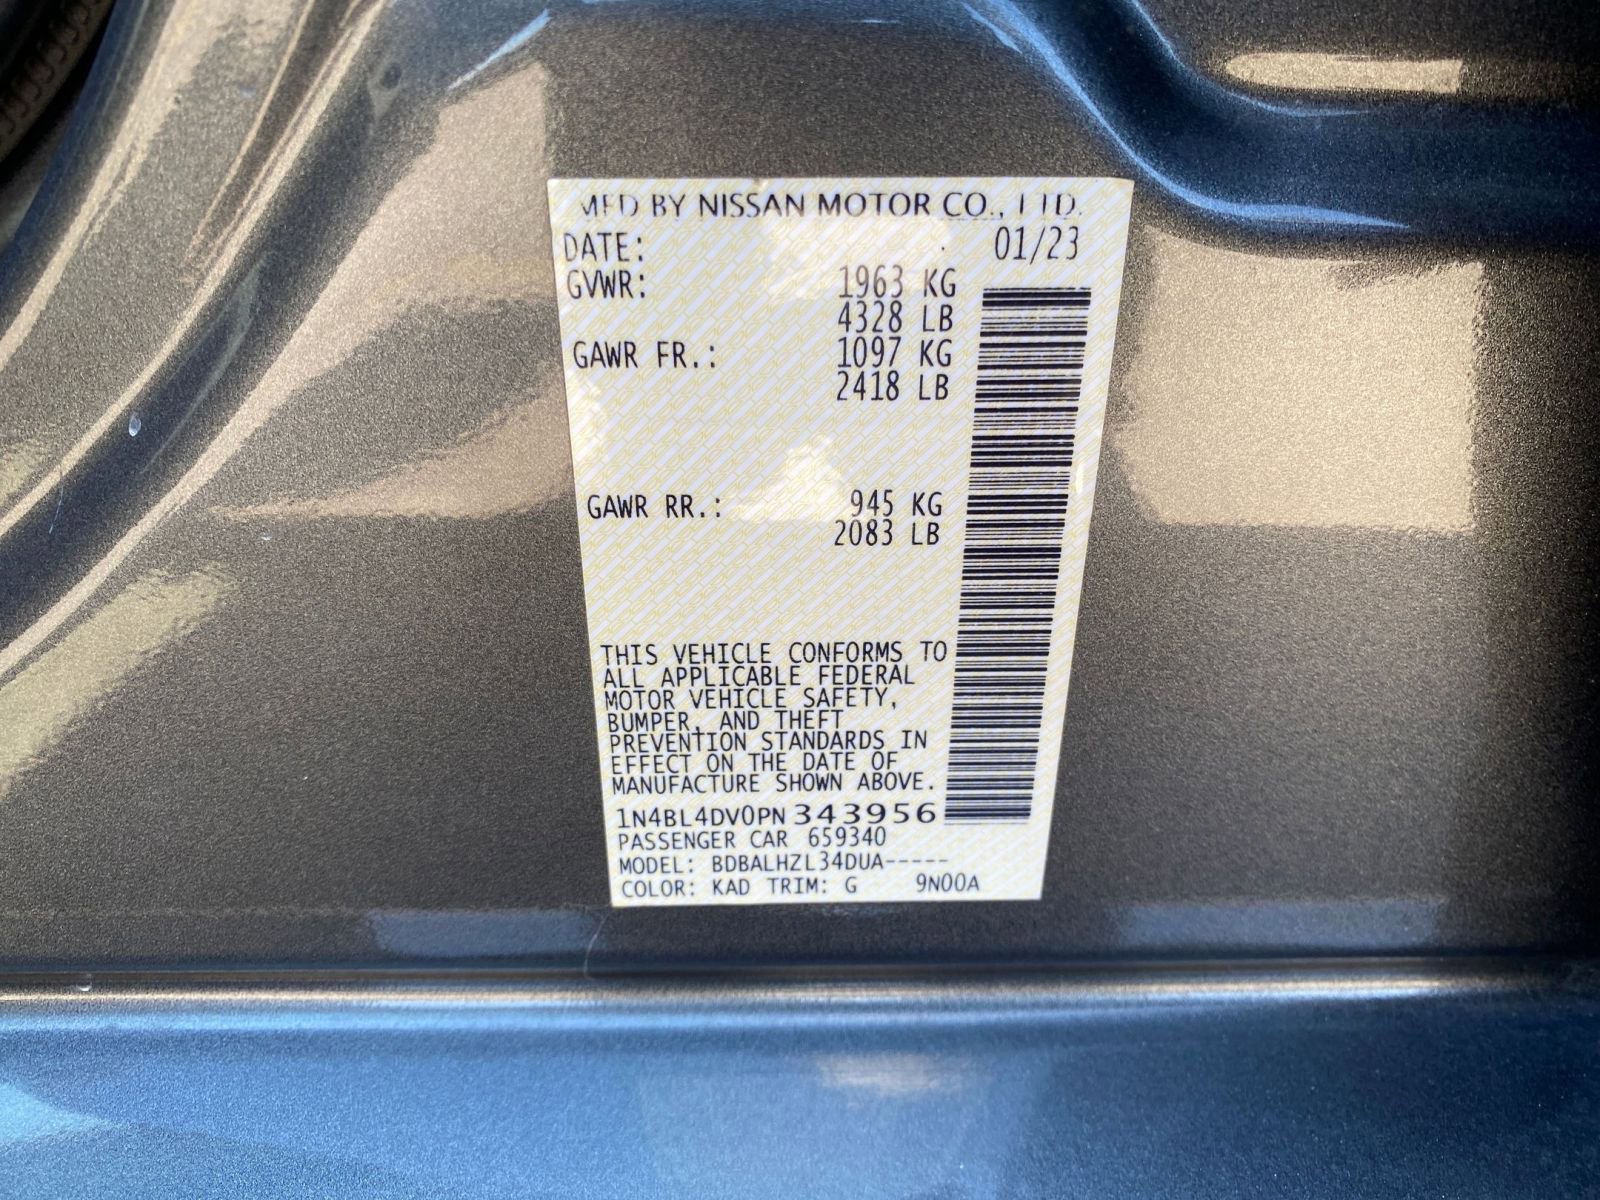 MFD BY NISSAN MOTOR CO., LTD.
DATE: 01/23
GVWR: 1963 KG
4328 LB
GAWR FR.: 1097 KG
2418 LB
GAWR RR.: 945 KG
2083 LB
THIS VEHICLE CONFORMS TO
ALL APPLICABLE FEDERAL
MOTOR VEHICLE SAFETY,
BUMPER, AND THEFT
PREVENTION STANDARDS IN
EFFECT ON THE DATE OF
MANUFACTURE SHOWN ABOVE.
1N4BL4DV0PN343956
PASSENGER CAR 659340
MODEL: BDBALHZL34DUA-----
COLOR: KAD TRIM: G 9N00A